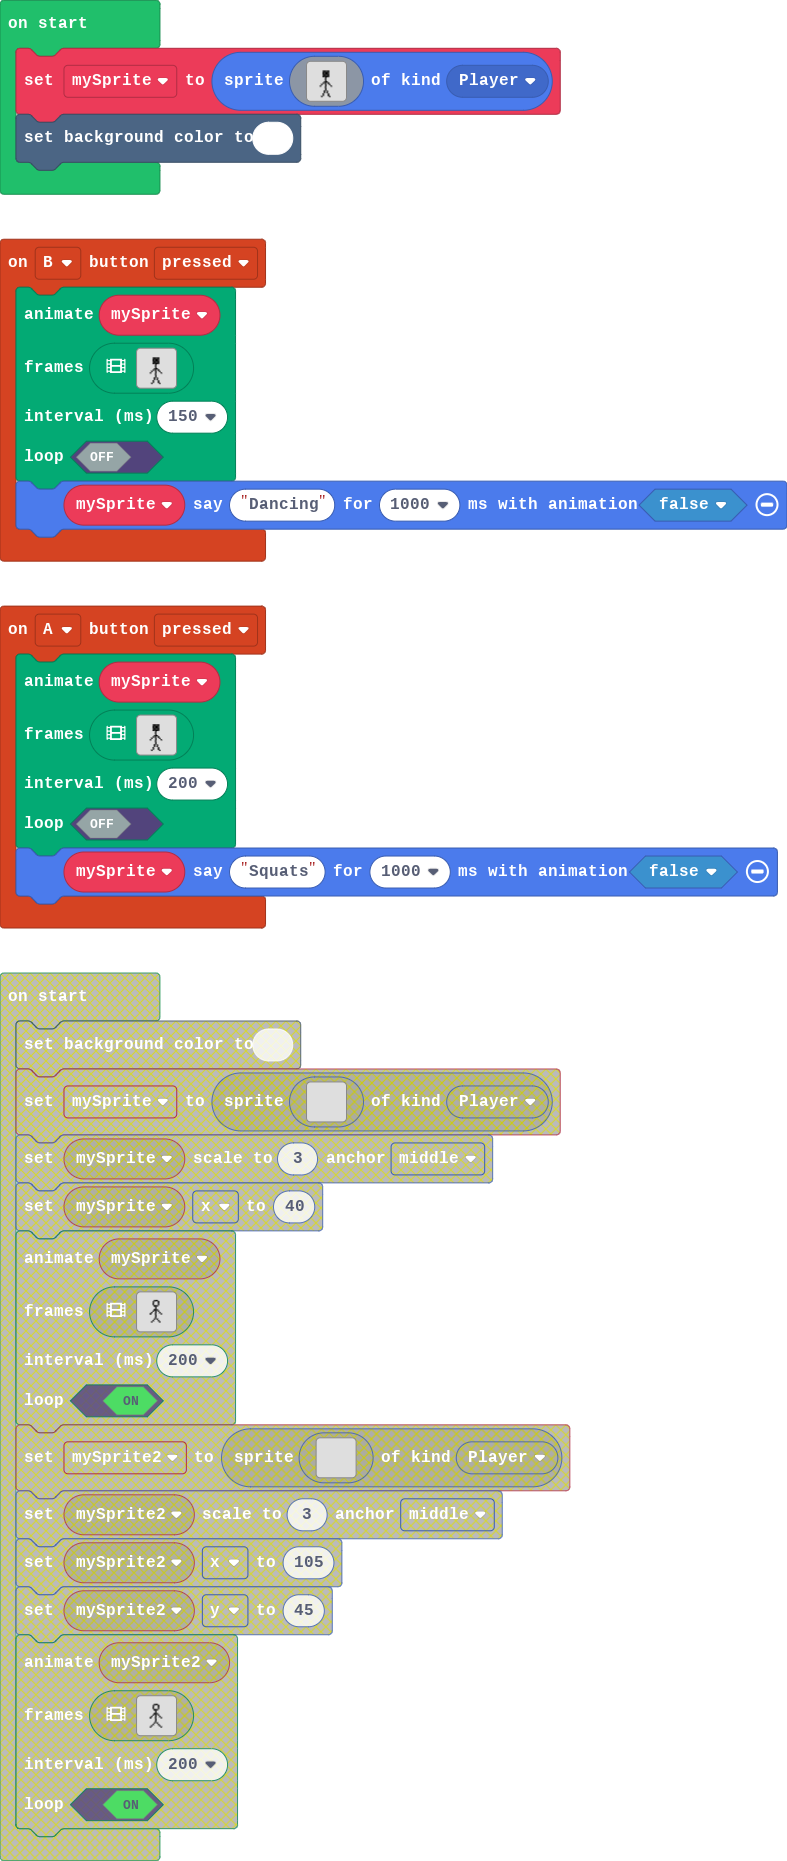 on start
set mySprite to sprite of kind Player
set background color to
on B button pressed
animate mySprite
frames
interval (ms) 150
loop OFF
mySprite say "Dancing" for 1000 ms with animation false
on A button pressed
animate mySprite
frames
interval (ms) 200
loop OFF
mySprite say "Squats" for 1000 ms with animation false
on start
set background color to
set mySprite to sprite of kind Player
set mySprite scale to 3 anchor middle
set mySprite x to 40
animate mySprite
frames
interval (ms) 200
loop ON
set mySprite2 to sprite of kind Player
set mySprite2 scale to 3 anchor middle
set mySprite2 x to 105
set mySprite2 y to 45
animate mySprite2
frames
interval (ms) 200
loop ON